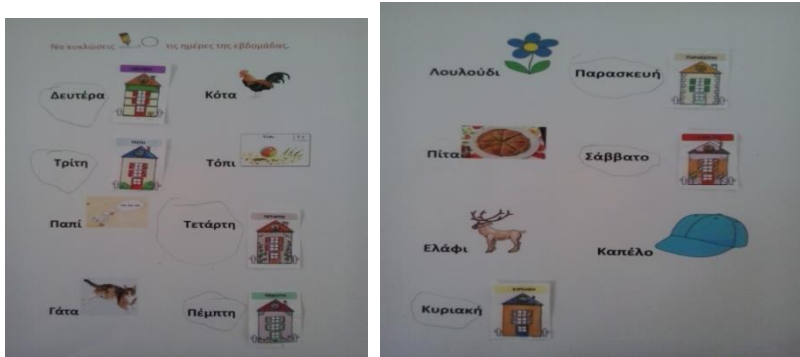 Να κυκλώσεις τις ημέρες της εβδομάδας.
Δευτέρα Κότα
Τρίτη Τόπι
Παπί Τετάρτη
Γάτα Πέμπτη
Λουλούδι Παρασκευή
Πίτα Σάββατο
Ελάφι Καπέλο
Κυριακή